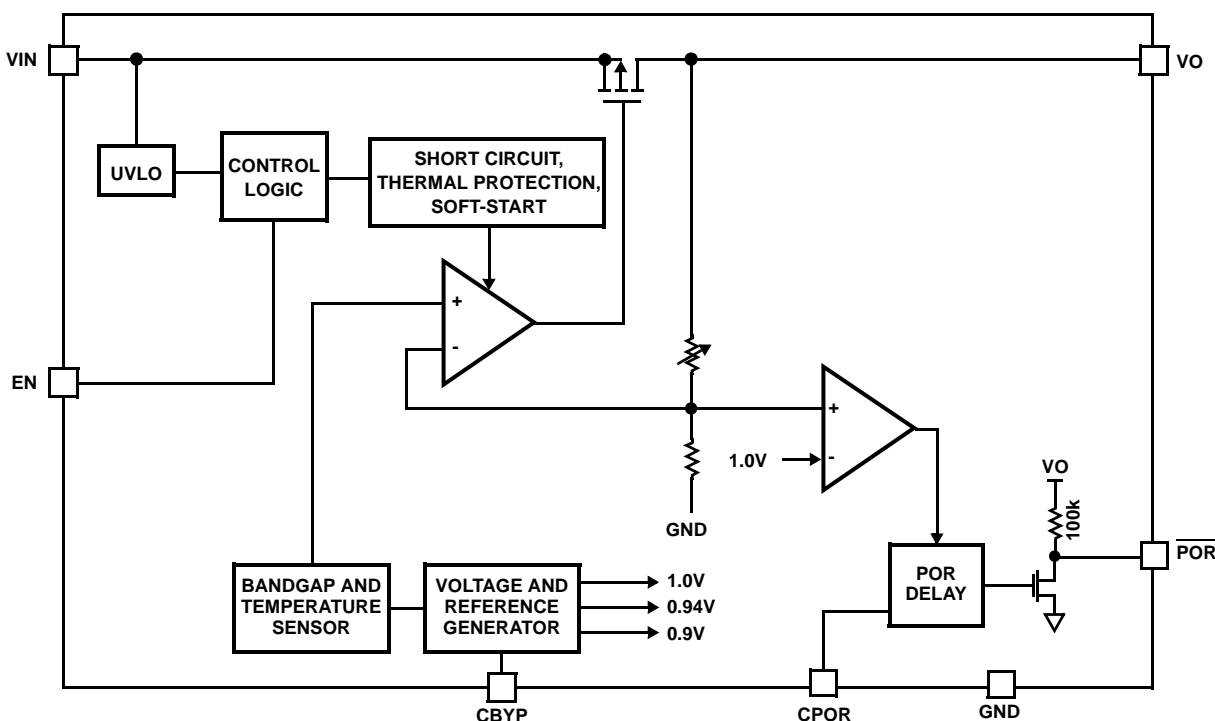 VIN
VO
UVLO
CONTROL
LOGIC
SHORT CIRCUIT,
THERMAL PROTECTION,
SOFT-START
+
-
EN
+
1.0V
-
GND
VO
100k
POR
BANDGAP AND
TEMPERATURE
SENSOR
VOLTAGE AND
REFERENCE
GENERATOR
1.0V
0.94V
0.9V
POR
DELAY
CBYP
CPOR
GND